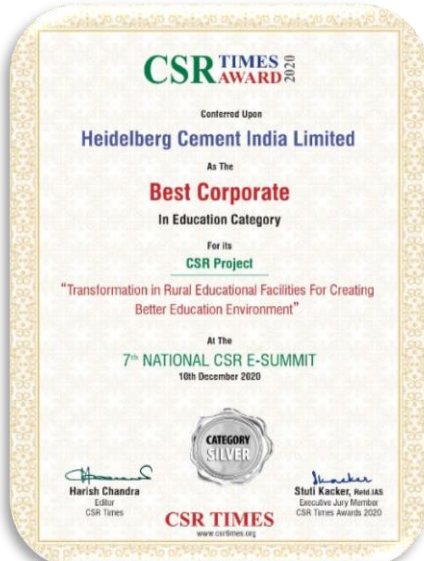 CSR TIMES AWARD 2020
Conferred Upon
Heidelberg Cement India Limited
As The
Best Corporate
In Education Category
For its
CSR Project
“Transformation in Rural Educational Facilities For Creating
Better Education Environment”
At The
7th NATIONAL CSR E-SUMMIT
10th December 2020
CATEGORY
SILVER
Harish Chandra
Editor
CSR Times
Stuti Kacker, Retd.IAS
Executive Jury Member
CSR Times Awards 2020
CSR TIMES
www.csrtimes.org